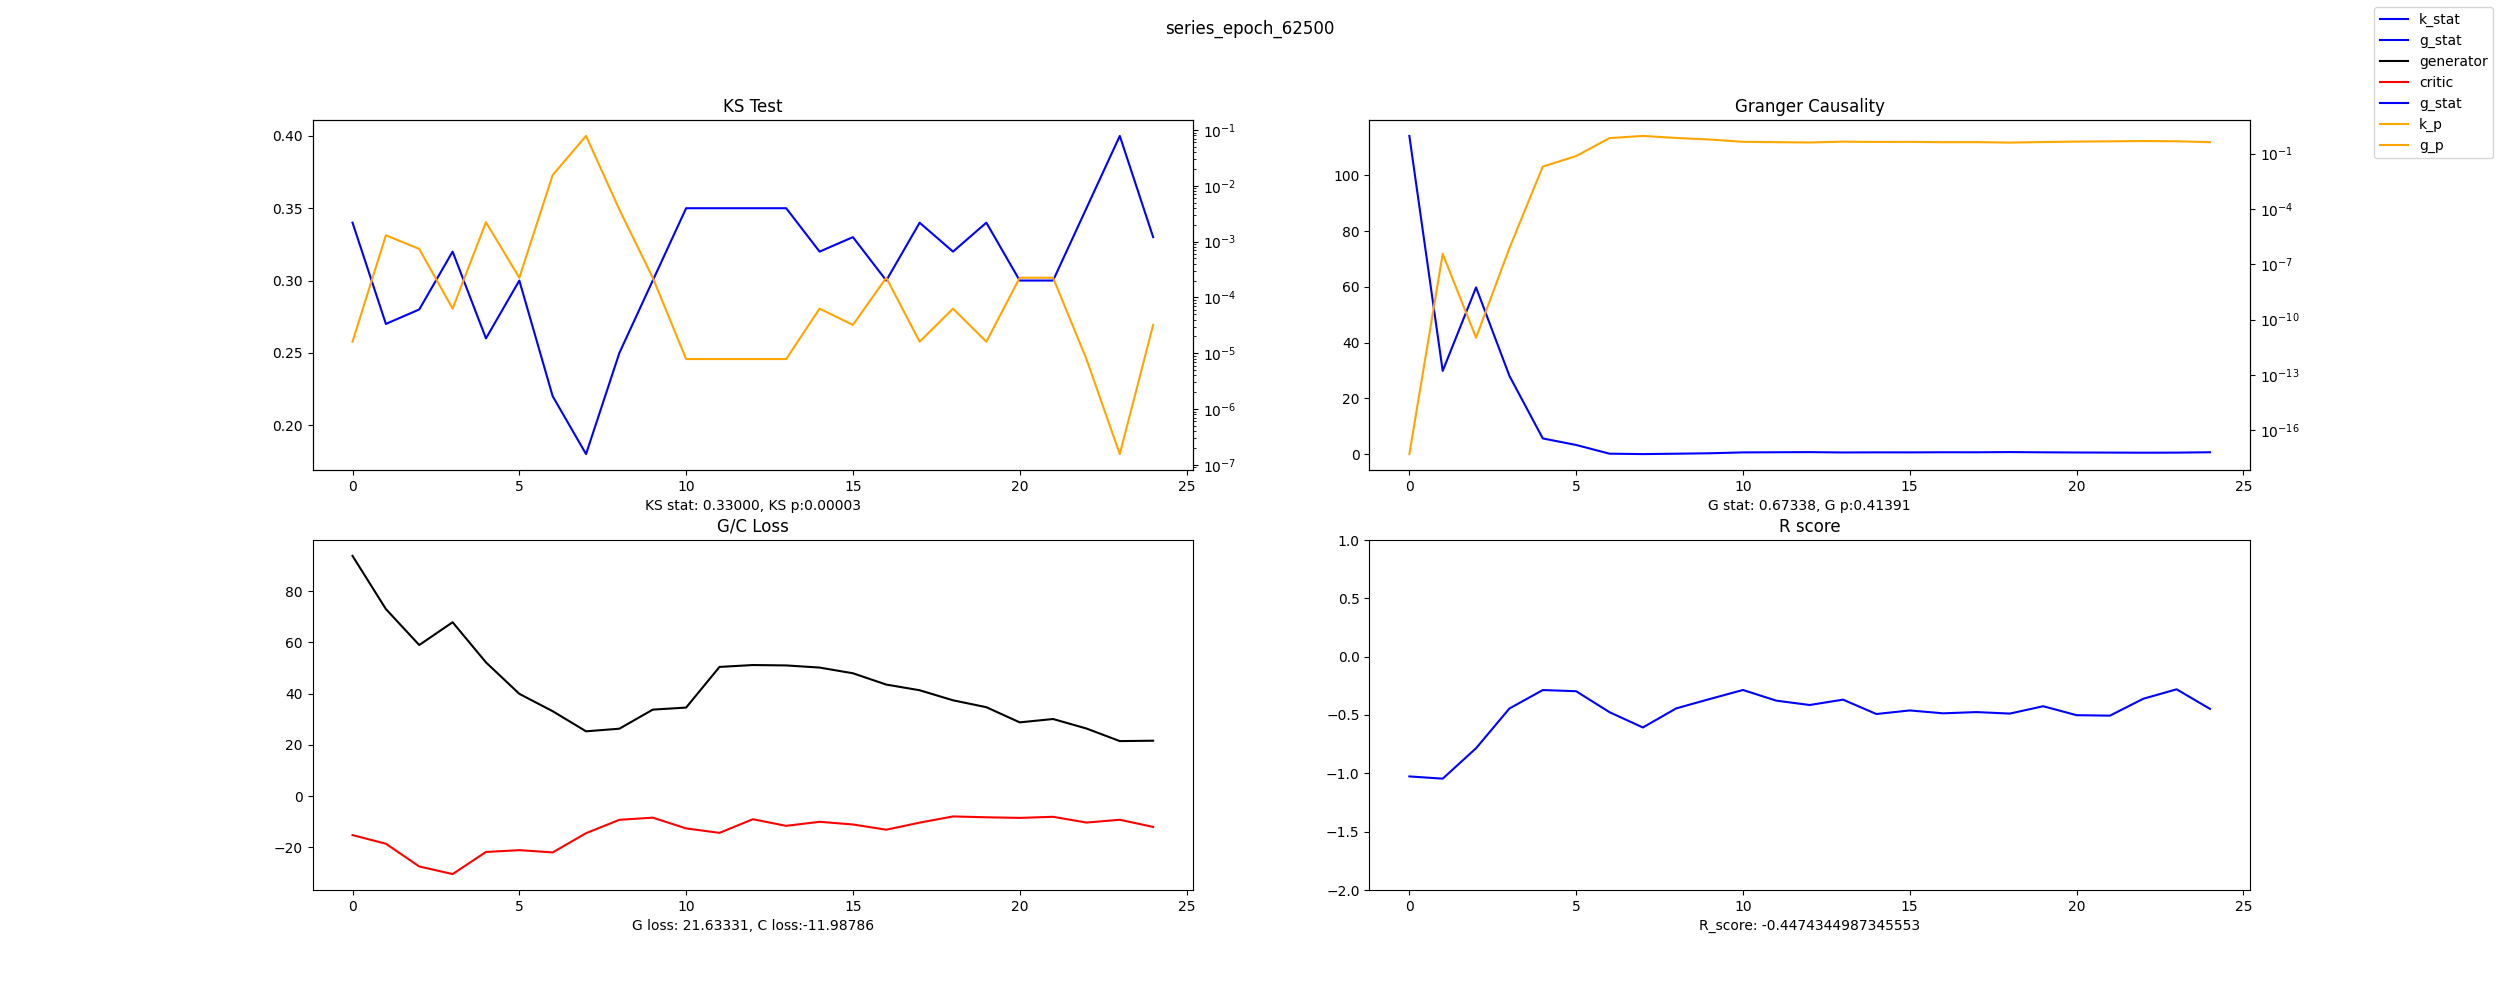 series_epoch_62500
k_stat
g_stat
generator
critic
g_stat
k_p
g_p
KS Test
0.40
0.35
0.30
0.25
0.20
10⁻¹
10⁻²
10⁻³
10⁻⁴
10⁻⁵
10⁻⁶
10⁻⁷
0 5 10 15 20 25
KS stat: 0.33000, KS p:0.00003
Granger Causality
100
80
60
40
20
0
10⁻¹
10⁻⁴
10⁻⁷
10⁻¹⁰
10⁻¹³
10⁻¹⁶
0 5 10 15 20 25
G stat: 0.67338, G p:0.41391
G/C Loss
80
60
40
20
0
−20
0 5 10 15 20 25
G loss: 21.63331, C loss:-11.98786
R score
1.0
0.5
0.0
−0.5
−1.0
−1.5
−2.0
0 5 10 15 20 25
R_score: -0.4474344987345553